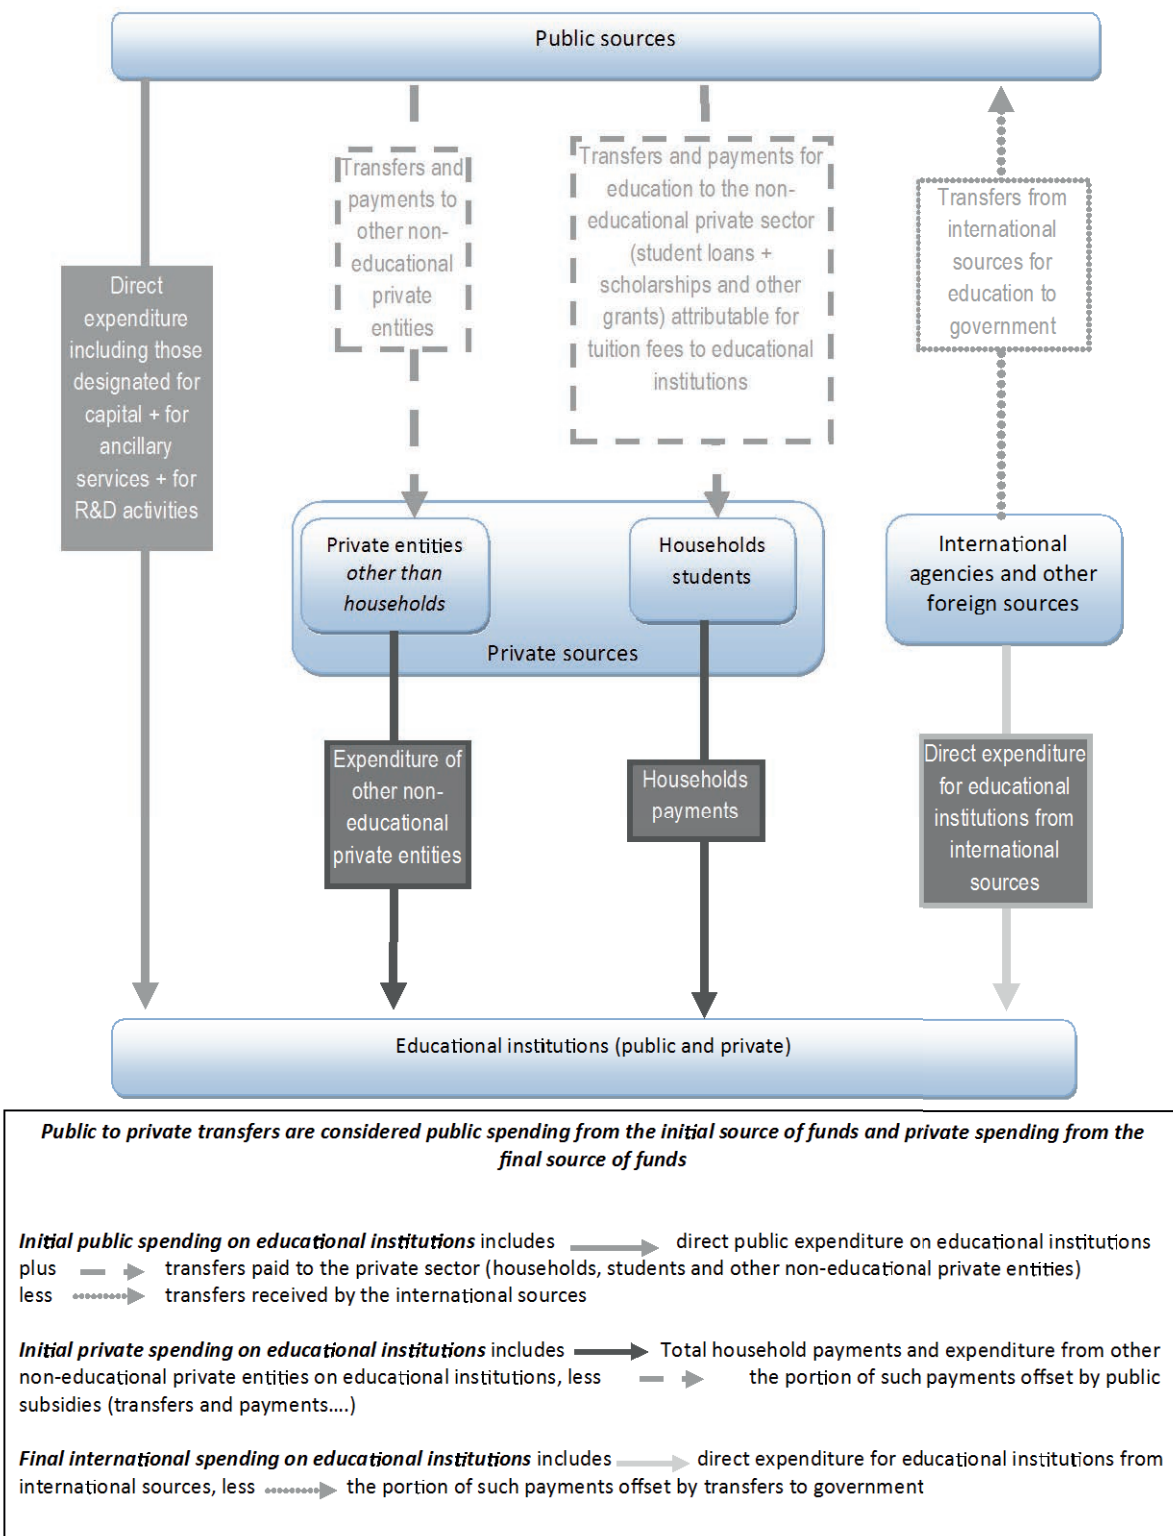 Public sources
Direct
expenditure
including those
designated for
capital + for
ancillary
services + for
R&D activities
Transfers and
payments to
other non-
educational
private
entities
Transfers and payments for
education to the non-
educational private sector
(student loans +
scholarships and other
grants) attributable for
tuition fees to educational
institutions
Transfers from
international
sources for
education to
government
Private entities
other than
households
Households
students
Private sources
International
agencies and other
foreign sources
Expenditure of
other non-
educational
private entities
Households
payments
Direct expenditure
for educational
institutions from
international
sources
Educational institutions (public and private)
Public to private transfers are considered public spending from the initial source of funds and private spending from the
final source of funds
Initial public spending on educational institutions includes direct public expenditure on educational institutions
plus transfers paid to the private sector (households, students and other non-educational private entities)
less transfers received by the international sources
Initial private spending on educational institutions includes Total household payments and expenditure from other
non-educational private entities on educational institutions, less the portion of such payments offset by public
subsidies (transfers and payments....)
Final international spending on educational institutions includes direct expenditure for educational institutions from
international sources, less the portion of such payments offset by transfers to government